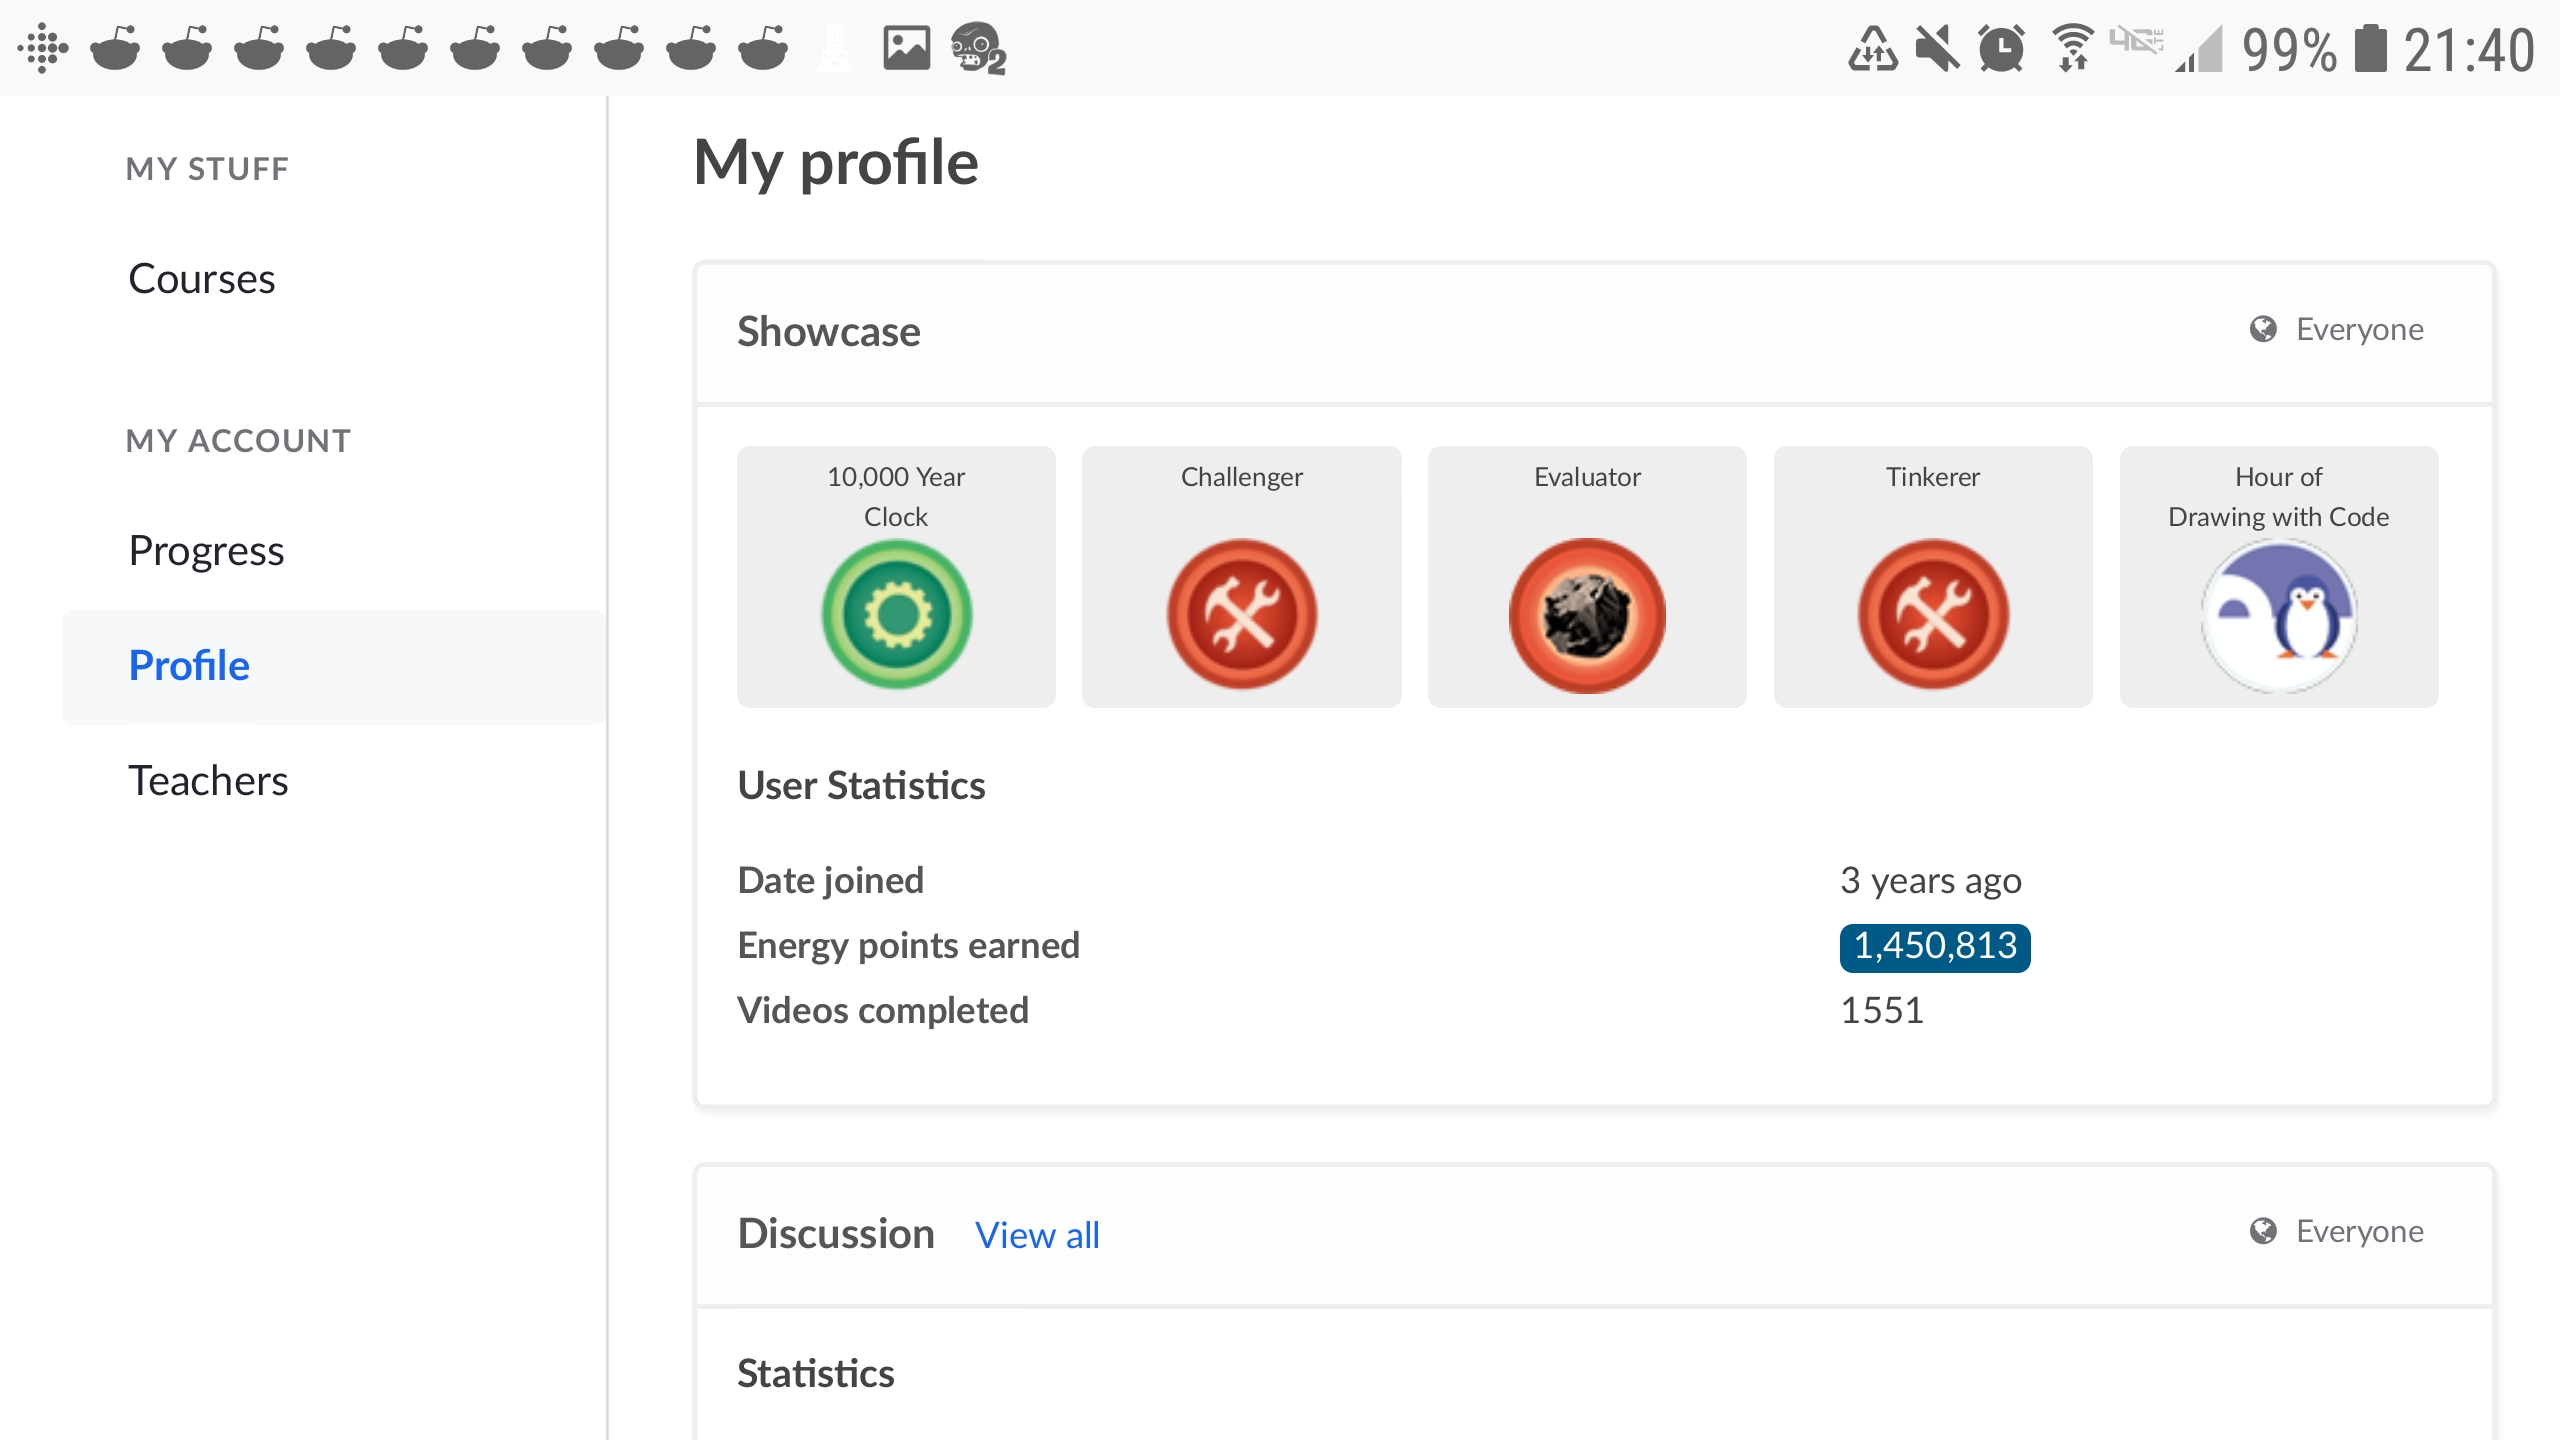 99% 21:40
MY STUFF
Courses
MY ACCOUNT
Progress
Profile
Teachers
My profile
Showcase
Everyone
10,000 Year
Clock
Challenger
Evaluator
Tinkerer
Hour of
Drawing with Code
User Statistics
Date joined 3 years ago
Energy points earned 1,450,813
Videos completed 1551
Discussion View all
Everyone
Statistics